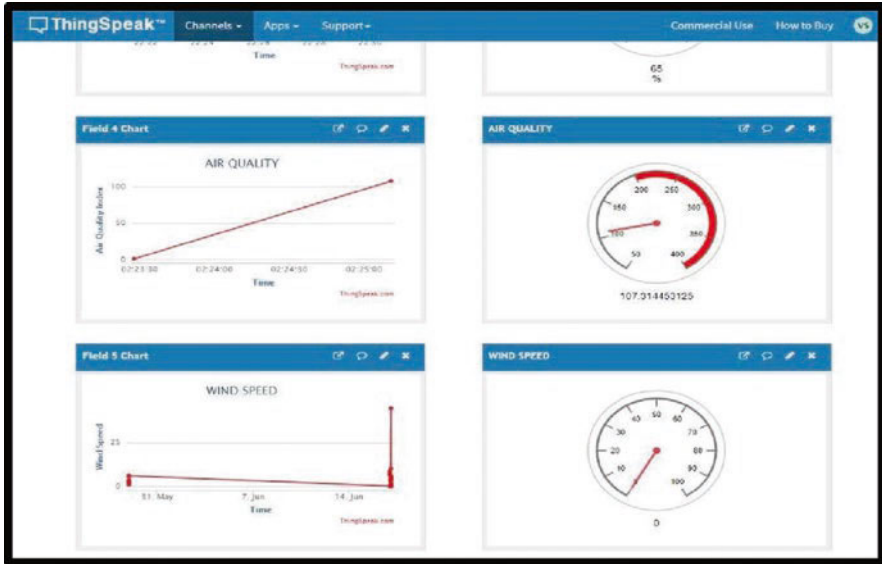 ThingSpeak™ Channels Apps Support Commercial Use How to Buy VS
Time
ThingSpeak.com
65
%
Field 4 Chart
AIR QUALITY
Air Quality Index
100
50
0
02:23:30 02:24:00 02:24:30 02:25:00
Time
ThingSpeak.com
AIR QUALITY
50 100 150 200 250 300 350 400
107.314453125
Field 5 Chart
WIND SPEED
Wind Speed
25
0
31. May 7. Jun 14. Jun
Time
ThingSpeak.com
WIND SPEED
0 10 20 30 40 50 60 70 80 90 100
0